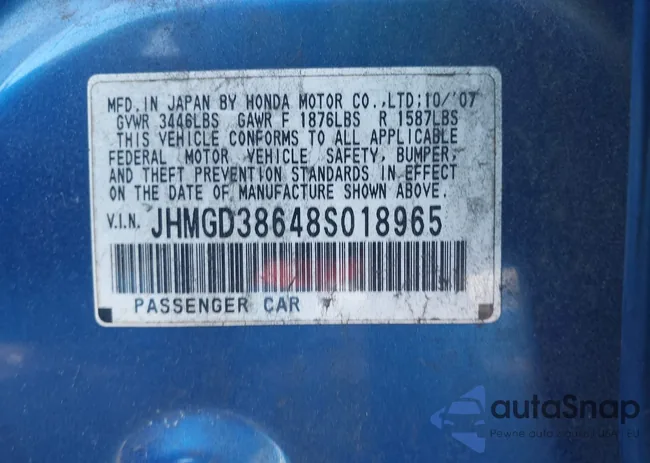 MFD. IN JAPAN BY HONDA MOTOR CO., LTD; 10/'07
GVWR 3446LBS GAWR F 1876LBS R 1587LBS
THIS VEHICLE CONFORMS TO ALL APPLICABLE
FEDERAL MOTOR VEHICLE SAFETY, BUMPER,
AND THEFT PREVENTION STANDARDS IN EFFECT
ON THE DATE OF MANUFACTURE SHOWN ABOVE.
V.I.N. JHMGD38648S018965
PASSENGER CAR
autoSnap
Pewne auto